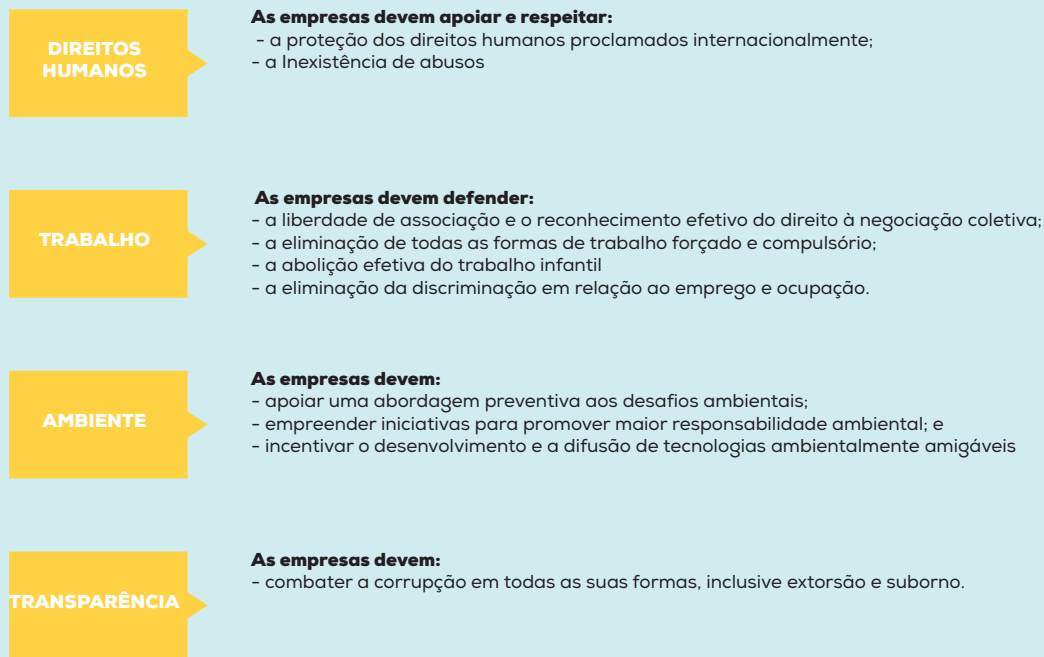 DIREITOS
HUMANOS
As empresas devem apoiar e respeitar:
- a proteção dos direitos humanos proclamados internacionalmente;
- a Inexistência de abusos
TRABALHO
As empresas devem defender:
- a liberdade de associação e o reconhecimento efetivo do direito à negociação coletiva;
- a eliminação de todas as formas de trabalho forçado e compulsório;
- a abolição efetiva do trabalho infantil
- a eliminação da discriminação em relação ao emprego e ocupação.
AMBIENTE
As empresas devem:
- apoiar uma abordagem preventiva aos desafios ambientais;
- empreender iniciativas para promover maior responsabilidade ambiental; e
- incentivar o desenvolvimento e a difusão de tecnologias ambientalmente amigáveis
TRANSPARÊNCIA
As empresas devem:
- combater a corrupção em todas as suas formas, inclusive extorsão e suborno.